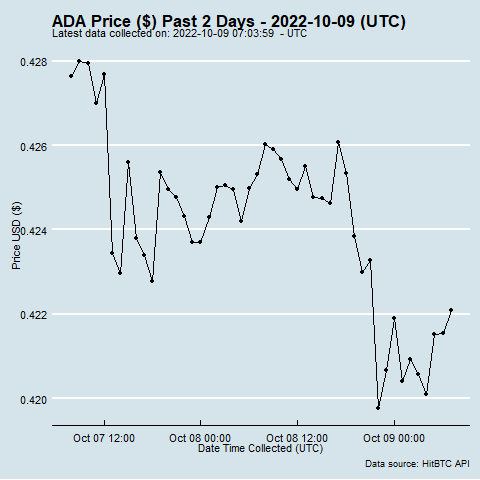 ADA Price ($) Past 2 Days - 2022-10-09 (UTC)
Latest data collected on: 2022-10-09 07:03:59 - UTC
0.428
0.426
0.424
0.422
0.420
Price USD ($)
Oct 07 12:00
Oct 08 00:00
Oct 08 12:00
Oct 09 00:00
Date Time Collected (UTC)
Data source: HitBTC API